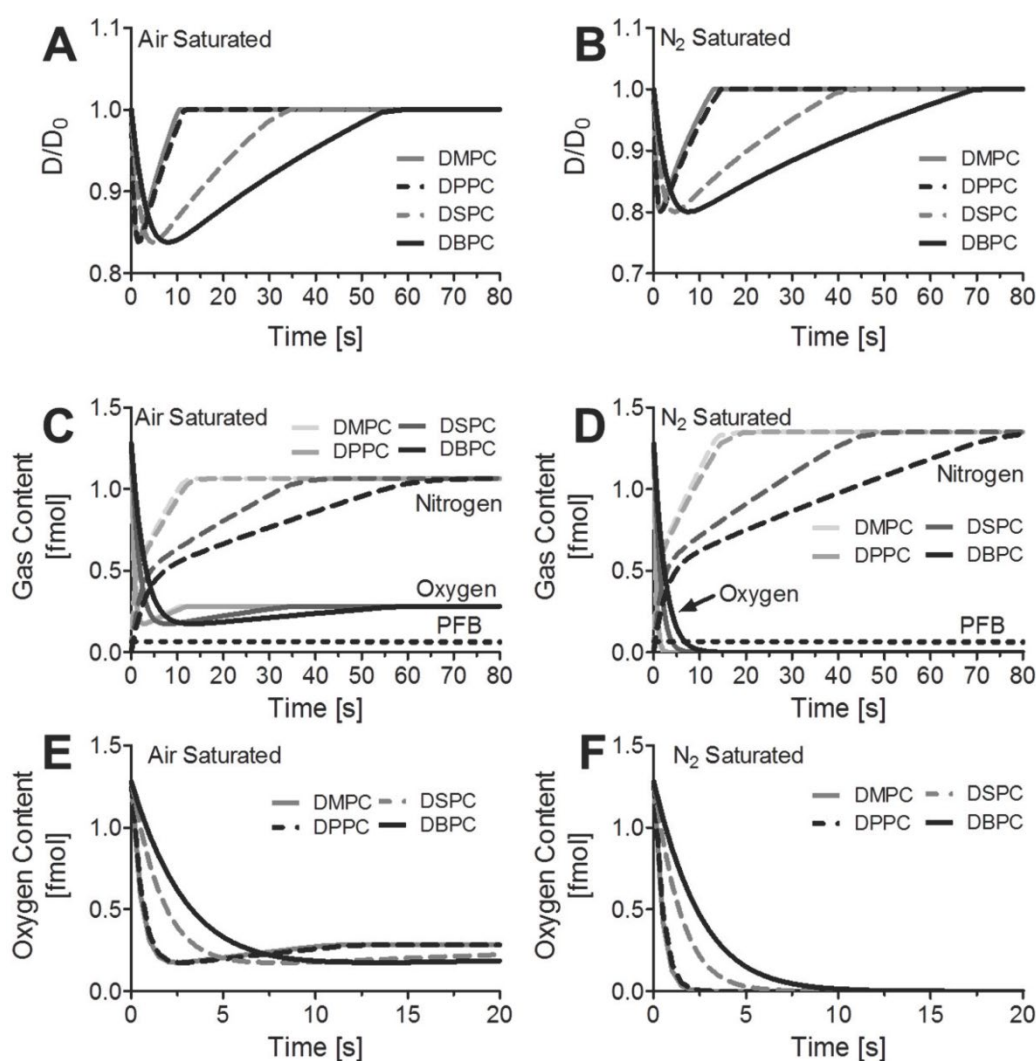 A
Air Saturated
1.1
1.0
0.9
0.8
D/D0
DMPC
DPPC
DSPC
DBPC
0 10 20 30 40 50 60 70 80
Time [s]
B
N2 Saturated
1.1
1.0
0.9
0.8
0.7
D/D0
DMPC
DPPC
DSPC
DBPC
0 10 20 30 40 50 60 70 80
Time [s]
C
Air Saturated
1.5
1.0
0.5
0.0
Gas Content
[fmol]
DMPC DSPC
DPPC DBPC
Nitrogen
Oxygen
PFB
0 10 20 30 40 50 60 70 80
Time [s]
D
N2 Saturated
1.5
1.0
0.5
0.0
Gas Content
[fmol]
Nitrogen
DMPC DSPC
DPPC DBPC
Oxygen
PFB
0 10 20 30 40 50 60 70 80
Time [s]
E
Air Saturated
1.5
1.0
0.5
0.0
Oxygen Content
[fmol]
DMPC DSPC
DPPC DBPC
0 5 10 15 20
Time [s]
F
N2 Saturated
1.5
1.0
0.5
0.0
Oxygen Content
[fmol]
DMPC DSPC
DPPC DBPC
0 5 10 15 20
Time [s]